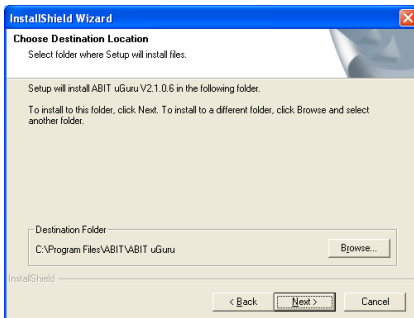 InstallShield Wizard
Choose Destination Location
Select folder where Setup will install files.
Setup will install ABIT uGuru V2.1.0.6 in the following folder.
To install to this folder, click Next. To install to a different folder, click Browse and select
another folder.
Destination Folder
C:\Program Files\ABIT\ABIT uGuru
Browse...
InstallShield
< Back
Next >
Cancel